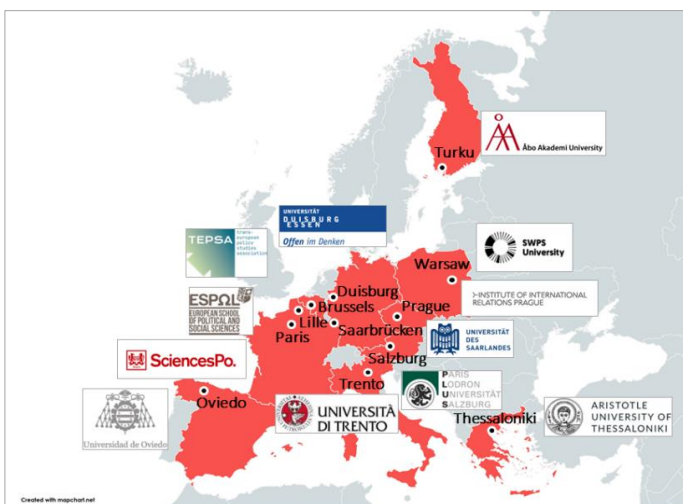 Åbo Akademi University
Turku
UNIVERSITÄT
DUISBURG
ESSEN
Offen im Denken
TEPSA
trans
european
policy
studies
association
SWPS
University
Warsaw
Duisburg
INSTITUTE OF INTERNATIONAL
RELATIONS PRAGUE
ESPOL
EUROPEAN SCHOOL
OF POLITICAL AND
SOCIAL SCIENCES
Brussels
Prague
Lille
Paris
Saarbrücken
UNIVERSITÄT
DES
SAARLANDES
Salzburg
SciencesPo.
Trento
PARIS
LODRON
UNIVERSITÄT
SALZBURG
Oviedo
UNIVERSITÀ
DI TRENTO
Thessaloniki
ARISTOTLE
UNIVERSITY OF
THESSALONIKI
Universidad de Oviedo
Created with mapchart.net